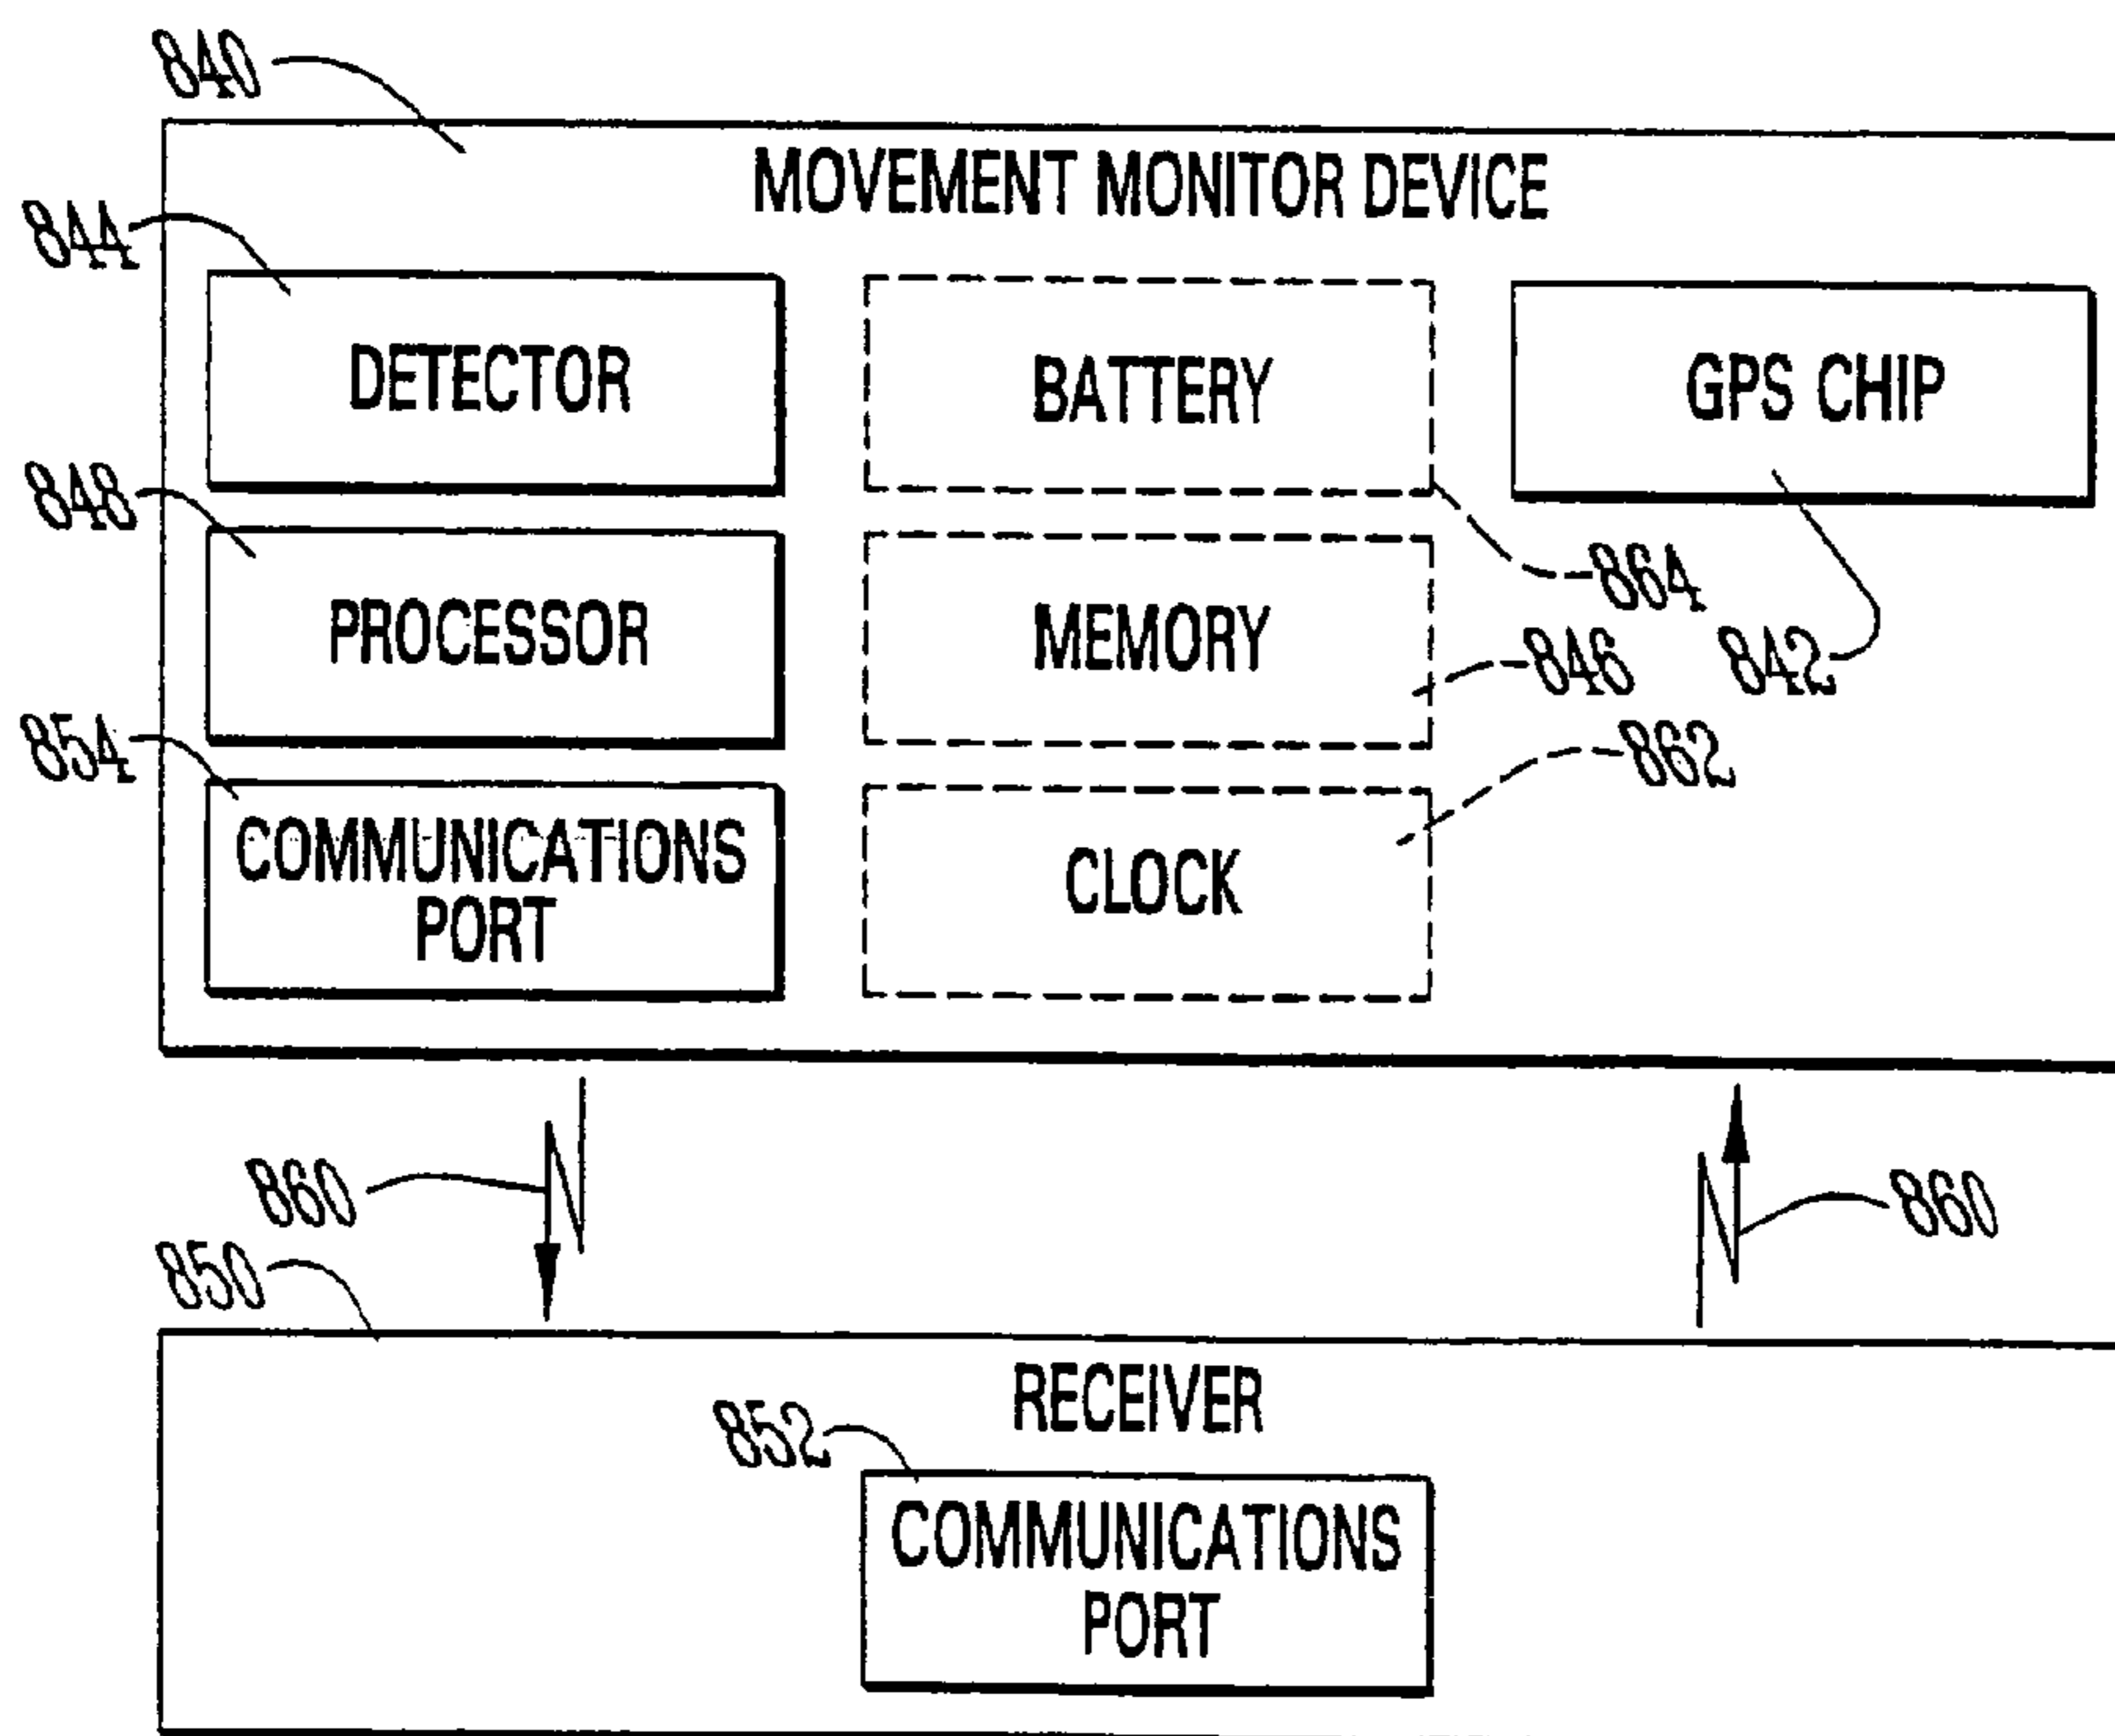 840
MOVEMENT MONITOR DEVICE
844
DETECTOR
BATTERY
GPS CHIP
848
864
PROCESSOR
MEMORY
846
842
854
862
COMMUNICATIONS
PORT
CLOCK
860
860
850
RECEIVER
852
COMMUNICATIONS
PORT